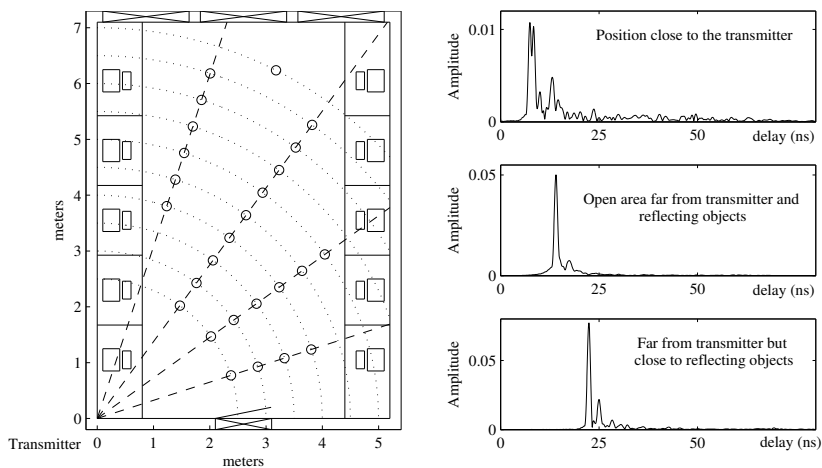 7
6
5
4
3
2
1
0
meters
Transmitter
0 1 2 3 4 5
meters
0.01
0
Amplitude
Position close to the transmitter
0 25 50
delay (ns)
0.05
0
Amplitude
Open area far from transmitter and
reflecting objects
0 25 50
delay (ns)
0.05
0
Amplitude
Far from transmitter but
close to reflecting objects
0 25 50
delay (ns)